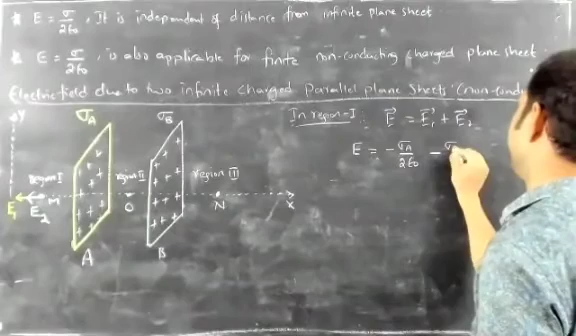 * E = σ/2ε₀, It is independent of distance from infinite plane sheet
* E = σ/2ε₀, is also applicable for finite non-conducting charged plane sheet.
Electric field due to two infinite charged Parallel plane sheets (non-condu
In region-I: E⃗ = E⃗₁ + E⃗₂
E = - σA/2ε₀ - σ
Y
σA
σB
Region I
region II
Region III
E₁
E₂
M
O
N
X
A
B